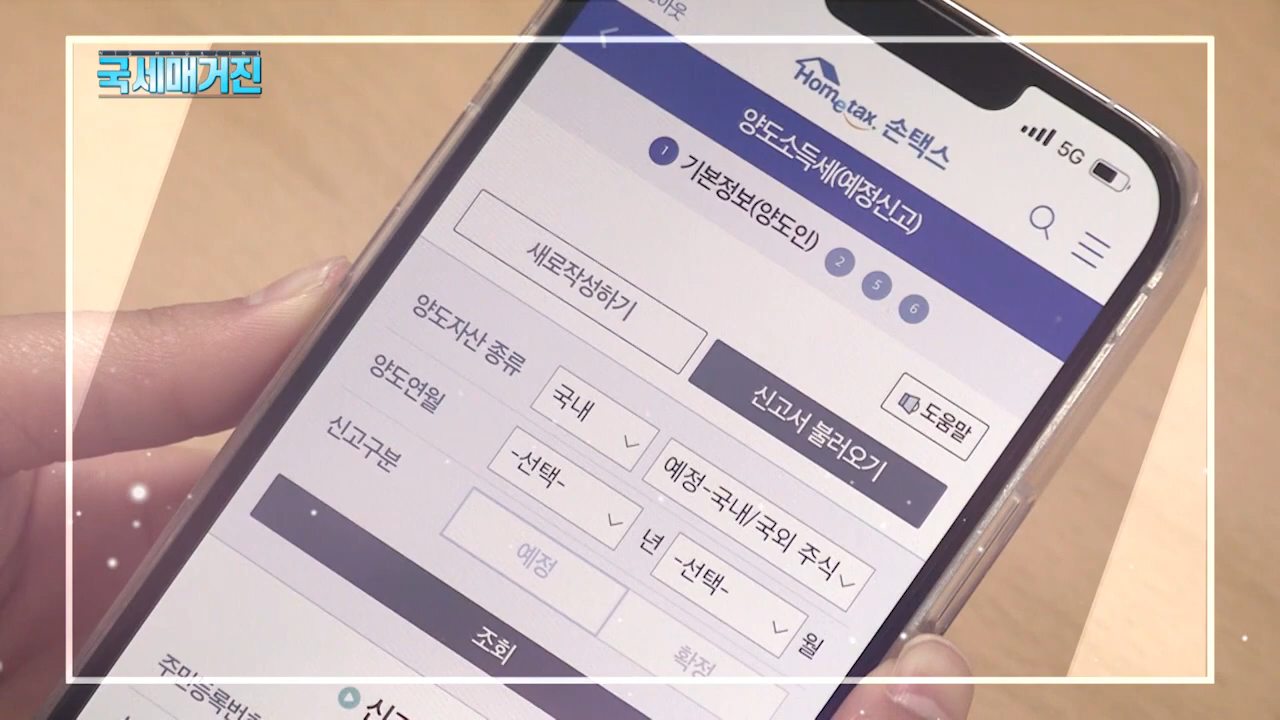 국세매거진
Hometax. 손택스
5G
양도소득세(예정신고)
1 기본정보(양도인) 2 5 6
새로작성하기
신고서 불러오기
도움말
양도자산 종류
국내
예정-국내/국외 주식
양도연월
-선택-
년
-선택-
월
신고구분
예정
확정
조회